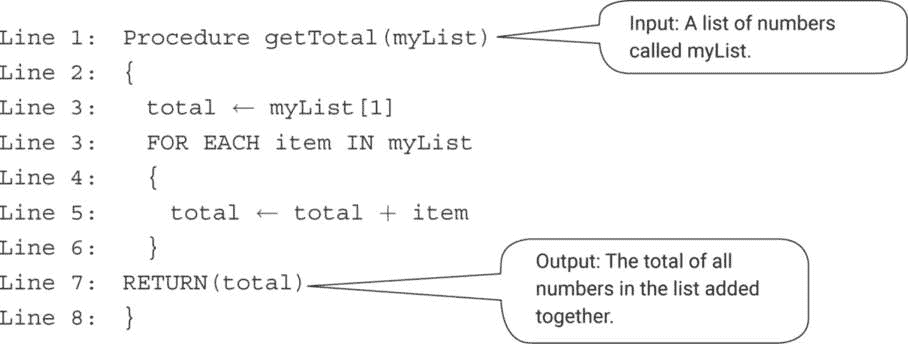 Line 1: Procedure getTotal(myList)
Input: A list of numbers
called myList.
Line 2: {
Line 3: total ← myList[1]
Line 3: FOR EACH item IN myList
Line 4: {
Line 5: total ← total + item
Line 6: }
Line 7: RETURN(total)
Output: The total of all
numbers in the list added
together.
Line 8: }